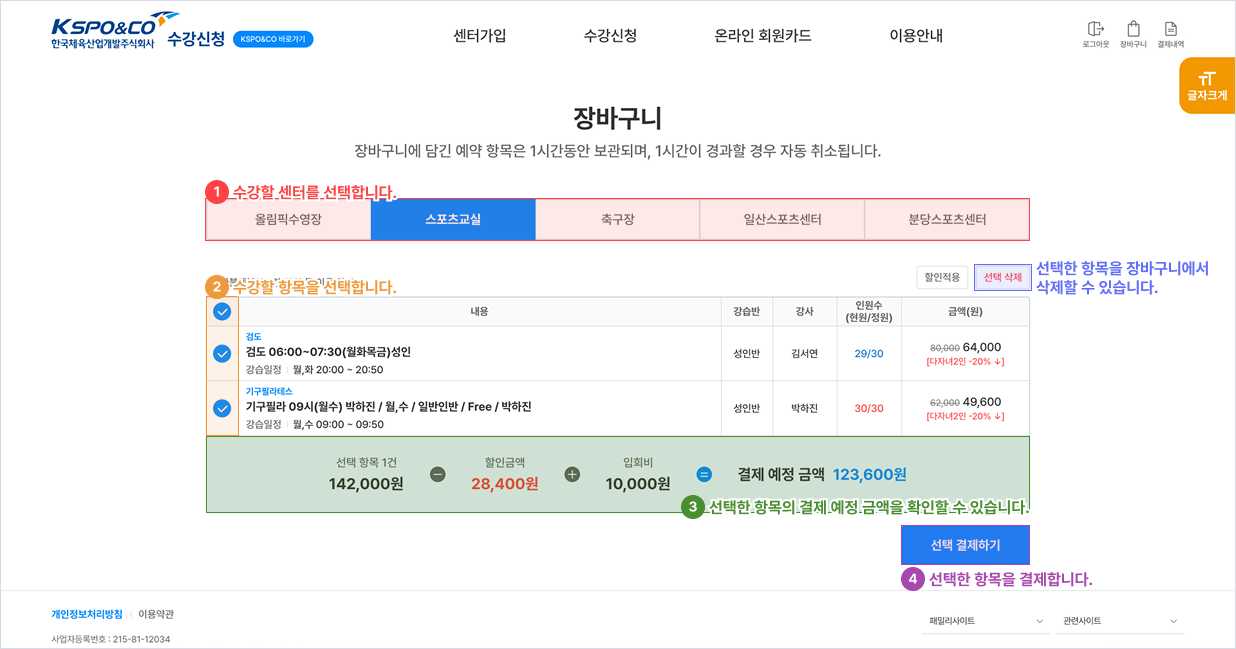 KSPO&CO
한국체육산업개발주식회사
수강신청
KSPO&CO 바로가기
센터가입
수강신청
온라인 회원카드
이용안내
로그아웃
장바구니
결제내역
TT
글자크게
장바구니
장바구니에 담긴 예약 항목은 1시간동안 보관되며, 1시간이 경과할 경우 자동 취소됩니다.
1 수강할 센터를 선택합니다.
올림픽수영장
스포츠교실
축구장
일산스포츠센터
분당스포츠센터
2 수강할 항목을 선택합니다.
할인적용
선택 삭제
선택한 항목을 장바구니에서
삭제할 수 있습니다.
내용
강습반
강사
인원수
(현원/정원)
금액(원)
검도
검도 06:00~07:30(월화목금)성인
강습일정 월,화 20:00 ~ 20:50
성인반
김서연
29/30
80,000 64,000
[다자녀2인 -20% ↓]
기구필라테스
기구필라 09시(월수) 박하진 / 월,수 / 일반인반 / Free / 박하진
강습일정 월,수 09:00 ~ 09:50
성인반
박하진
30/30
62,000 49,600
[다자녀2인 -20% ↓]
선택 항목 1건
142,000원
할인금액
28,400원
입회비
10,000원
결제 예정 금액 123,600원
3 선택한 항목의 결제 예정 금액을 확인할 수 있습니다.
선택 결제하기
4 선택한 항목을 결제합니다.
개인정보처리방침
이용약관
사업자등록번호 : 215-81-12034
패밀리사이트
관련사이트